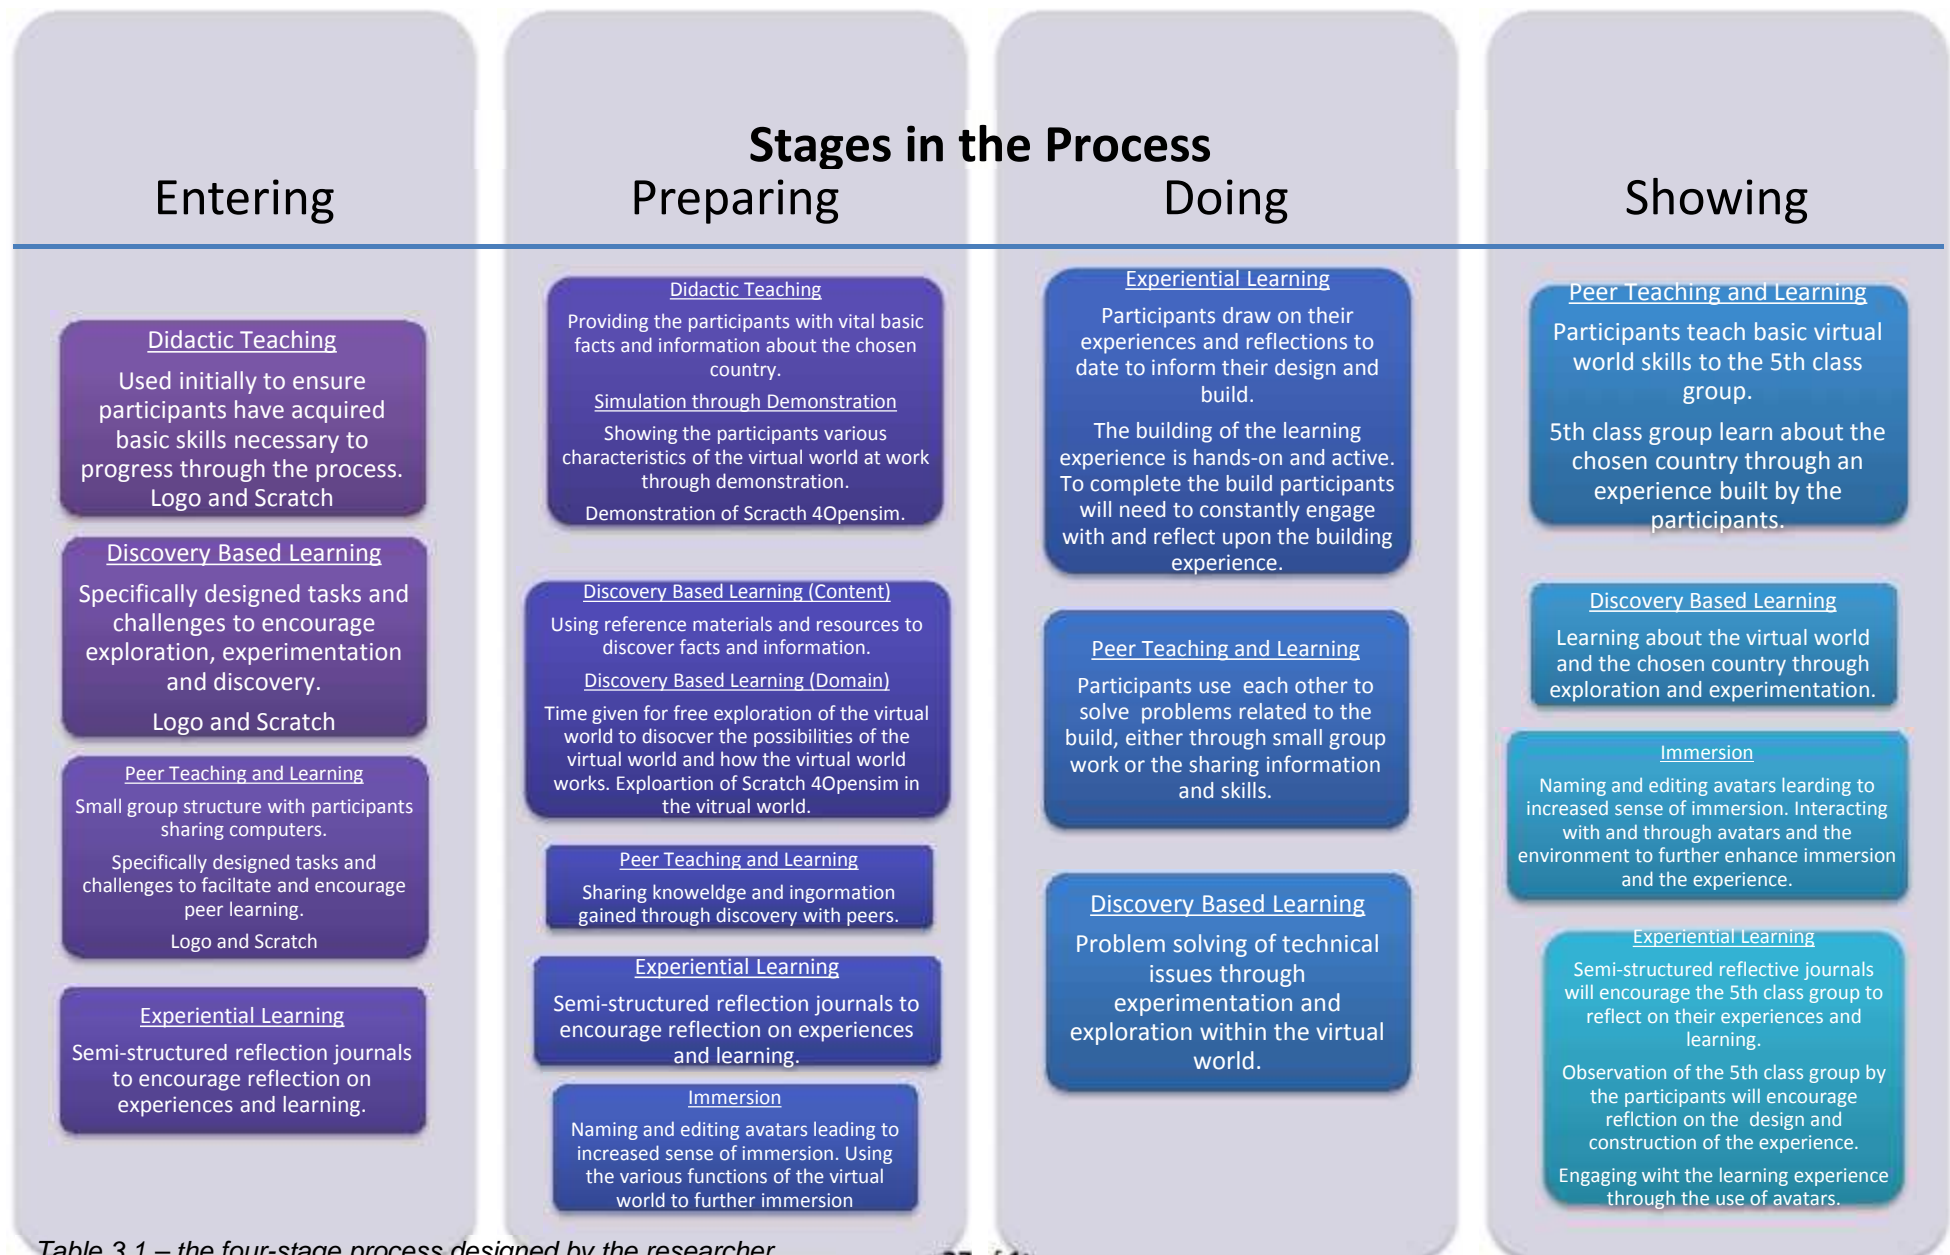 Stages in the Process
Entering
Didactic Teaching
Used initially to ensure
participants have acquired
basic skills necessary to
progress through the process.
Logo and Scratch
Discovery Based Learning
Specifically designed tasks and
challenges to encourage
exploration, experimentation
and discovery.
Logo and Scratch
Peer Teaching and Learning
Small group structure with participants
sharing computers.
Specifically designed tasks and
challenges to faciltate and encourage
peer learning.
Logo and Scratch
Experiential Learning
Semi-structured reflection journals
to encourage reflection on
experiences and learning.
Preparing
Didactic Teaching
Providing the participants with vital basic
facts and information about the chosen
country.
Simulation through Demonstration
Showing the participants various
characteristics of the virtual world at work
through demonstration.
Demonstration of Scracth 4Opensim.
Discovery Based Learning (Content)
Using reference materials and resources to
discover facts and information.
Discovery Based Learning (Domain)
Time given for free exploration of the virtual
world to disocver the possibilities of the
virtual world and how the virtual world
works. Exploartion of Scratch 4Opensim in
the vitrual world.
Peer Teaching and Learning
Sharing knoweldge and ingormation
gained through discovery with peers.
Experiential Learning
Semi-structured reflection journals to
encourage reflection on experiences
and learning.
Immersion
Naming and editing avatars leading to
increased sense of immersion. Using
the various functions of the virtual
world to further immersion
Doing
Experiential Learning
Participants draw on their
experiences and reflections to
date to inform their design and
build.
The building of the learning
experience is hands-on and active.
To complete the build participants
will need to constantly engage
with and reflect upon the building
experience.
Peer Teaching and Learning
Participants use each other to
solve problems related to the
build, either through small group
work or the sharing information
and skills.
Discovery Based Learning
Problem solving of technical
issues through
experimentation and
exploration within the virtual
world.
Showing
Peer Teaching and Learning
Participants teach basic virtual
world skills to the 5th class
group.
5th class group learn about the
chosen country through an
experience built by the
participants.
Discovery Based Learning
Learning about the virtual world
and the chosen country through
exploration and experimentation.
Immersion
Naming and editing avatars learding to
increased sense of immersion. Interacting
with and through avatars and the
environment to further enhance immersion
and the experience.
Experiential Learning
Semi-structured reflective journals
will encourage the 5th class group to
reflect on their experiences and
learning.
Observation of the 5th class group by
the participants will encourage
reflction on the design and
construction of the experience.
Engaging wiht the learning experience
through the use of avatars.
Table 3.1 – the four-stage process designed by the researcher